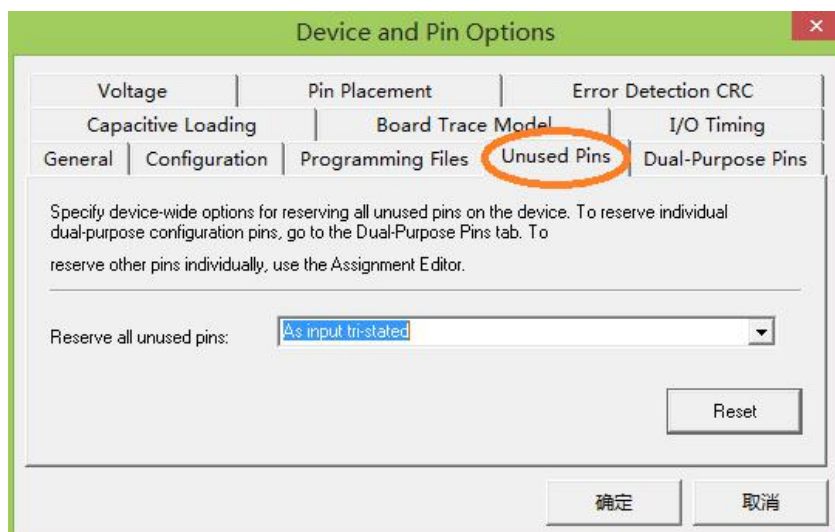 Device and Pin Options
Voltage Pin Placement Error Detection CRC
Capacitive Loading Board Trace Model I/O Timing
General Configuration Programming Files Unused Pins Dual-Purpose Pins
Specify device-wide options for reserving all unused pins on the device. To reserve individual
dual-purpose configuration pins, go to the Dual-Purpose Pins tab. To
reserve other pins individually, use the Assignment Editor.
Reserve all unused pins: As input tri-stated
Reset
确定 取消